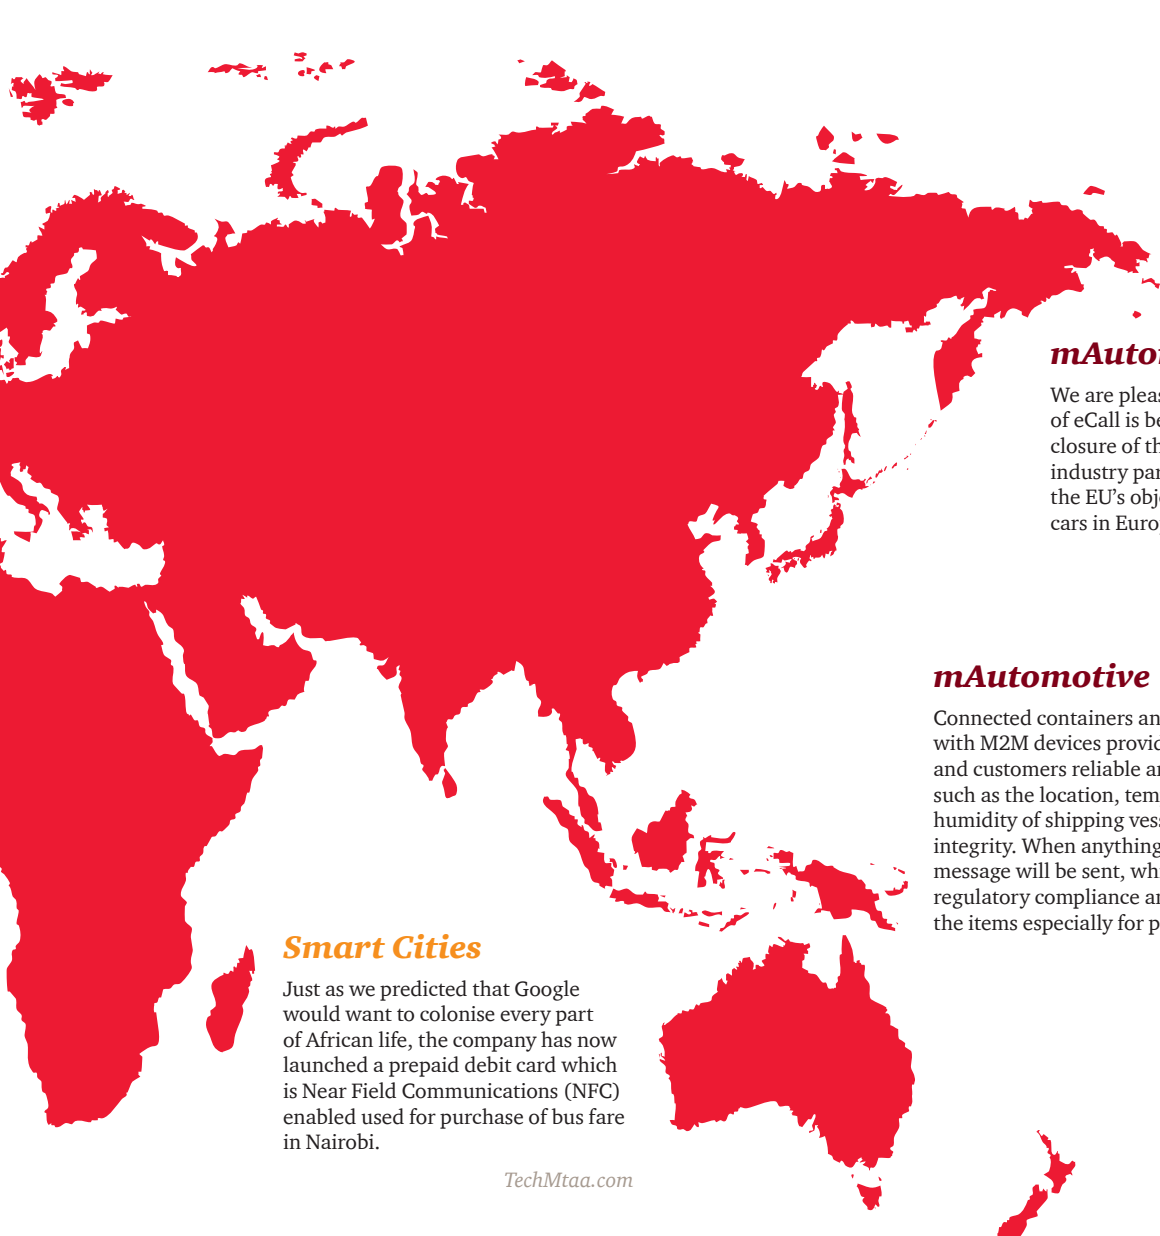 mAuto
We are pleas
of eCall is be
closure of th
industry par
the EU's obje
cars in Euro
mAutomotive
Connected containers an
with M2M devices provid
and customers reliable an
such as the location, tem
humidity of shipping vess
integrity. When anything
message will be sent, whi
regulatory compliance an
the items especially for p
Smart Cities
Just as we predicted that Google
would want to colonise every part
of African life, the company has now
launched a prepaid debit card which
is Near Field Communications (NFC)
enabled used for purchase of bus fare
in Nairobi.
TechMtaa.com